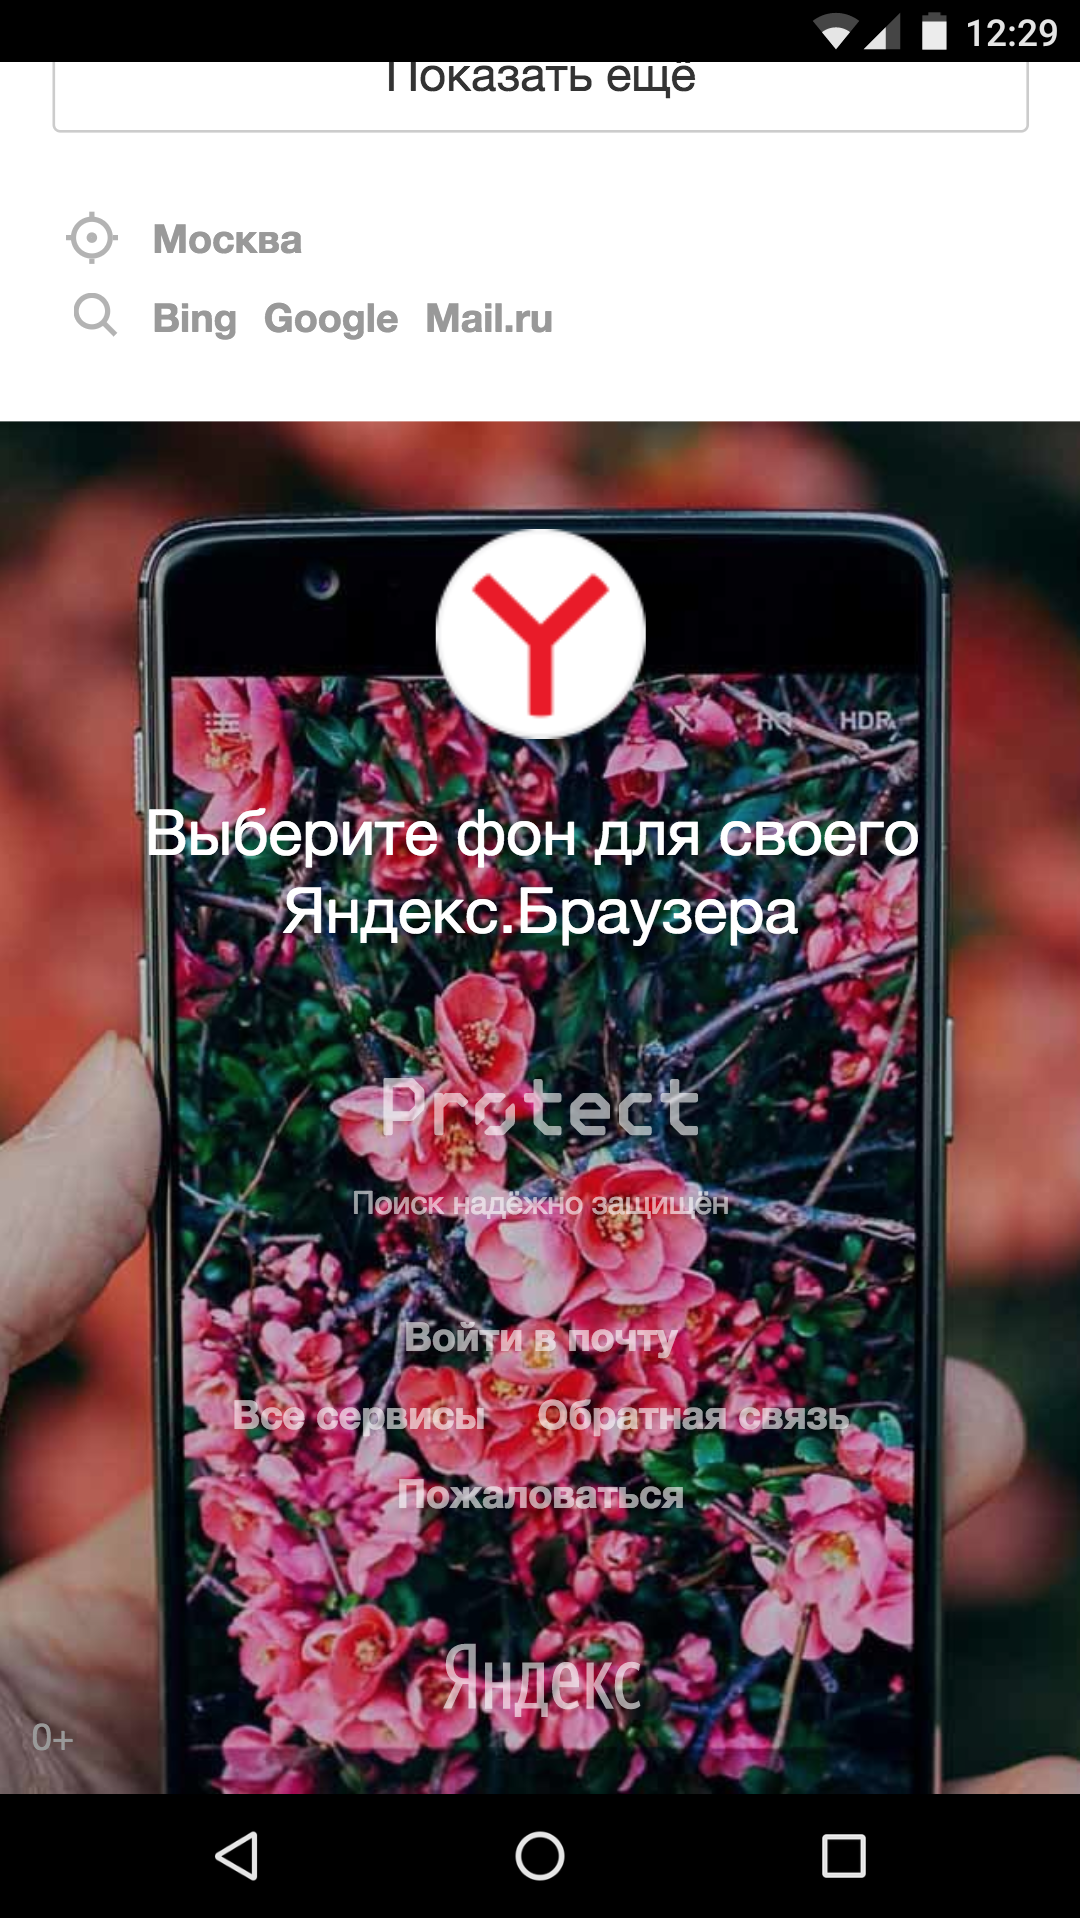 12:29
Показать ещё
Москва
Bing Google Mail.ru
HQ HDR
Выберите фон для своего
Яндекс.Браузера
Protect
Поиск надёжно защищён
Войти в почту
Все сервисы Обратная связь
Пожаловаться
Яндекс
0+